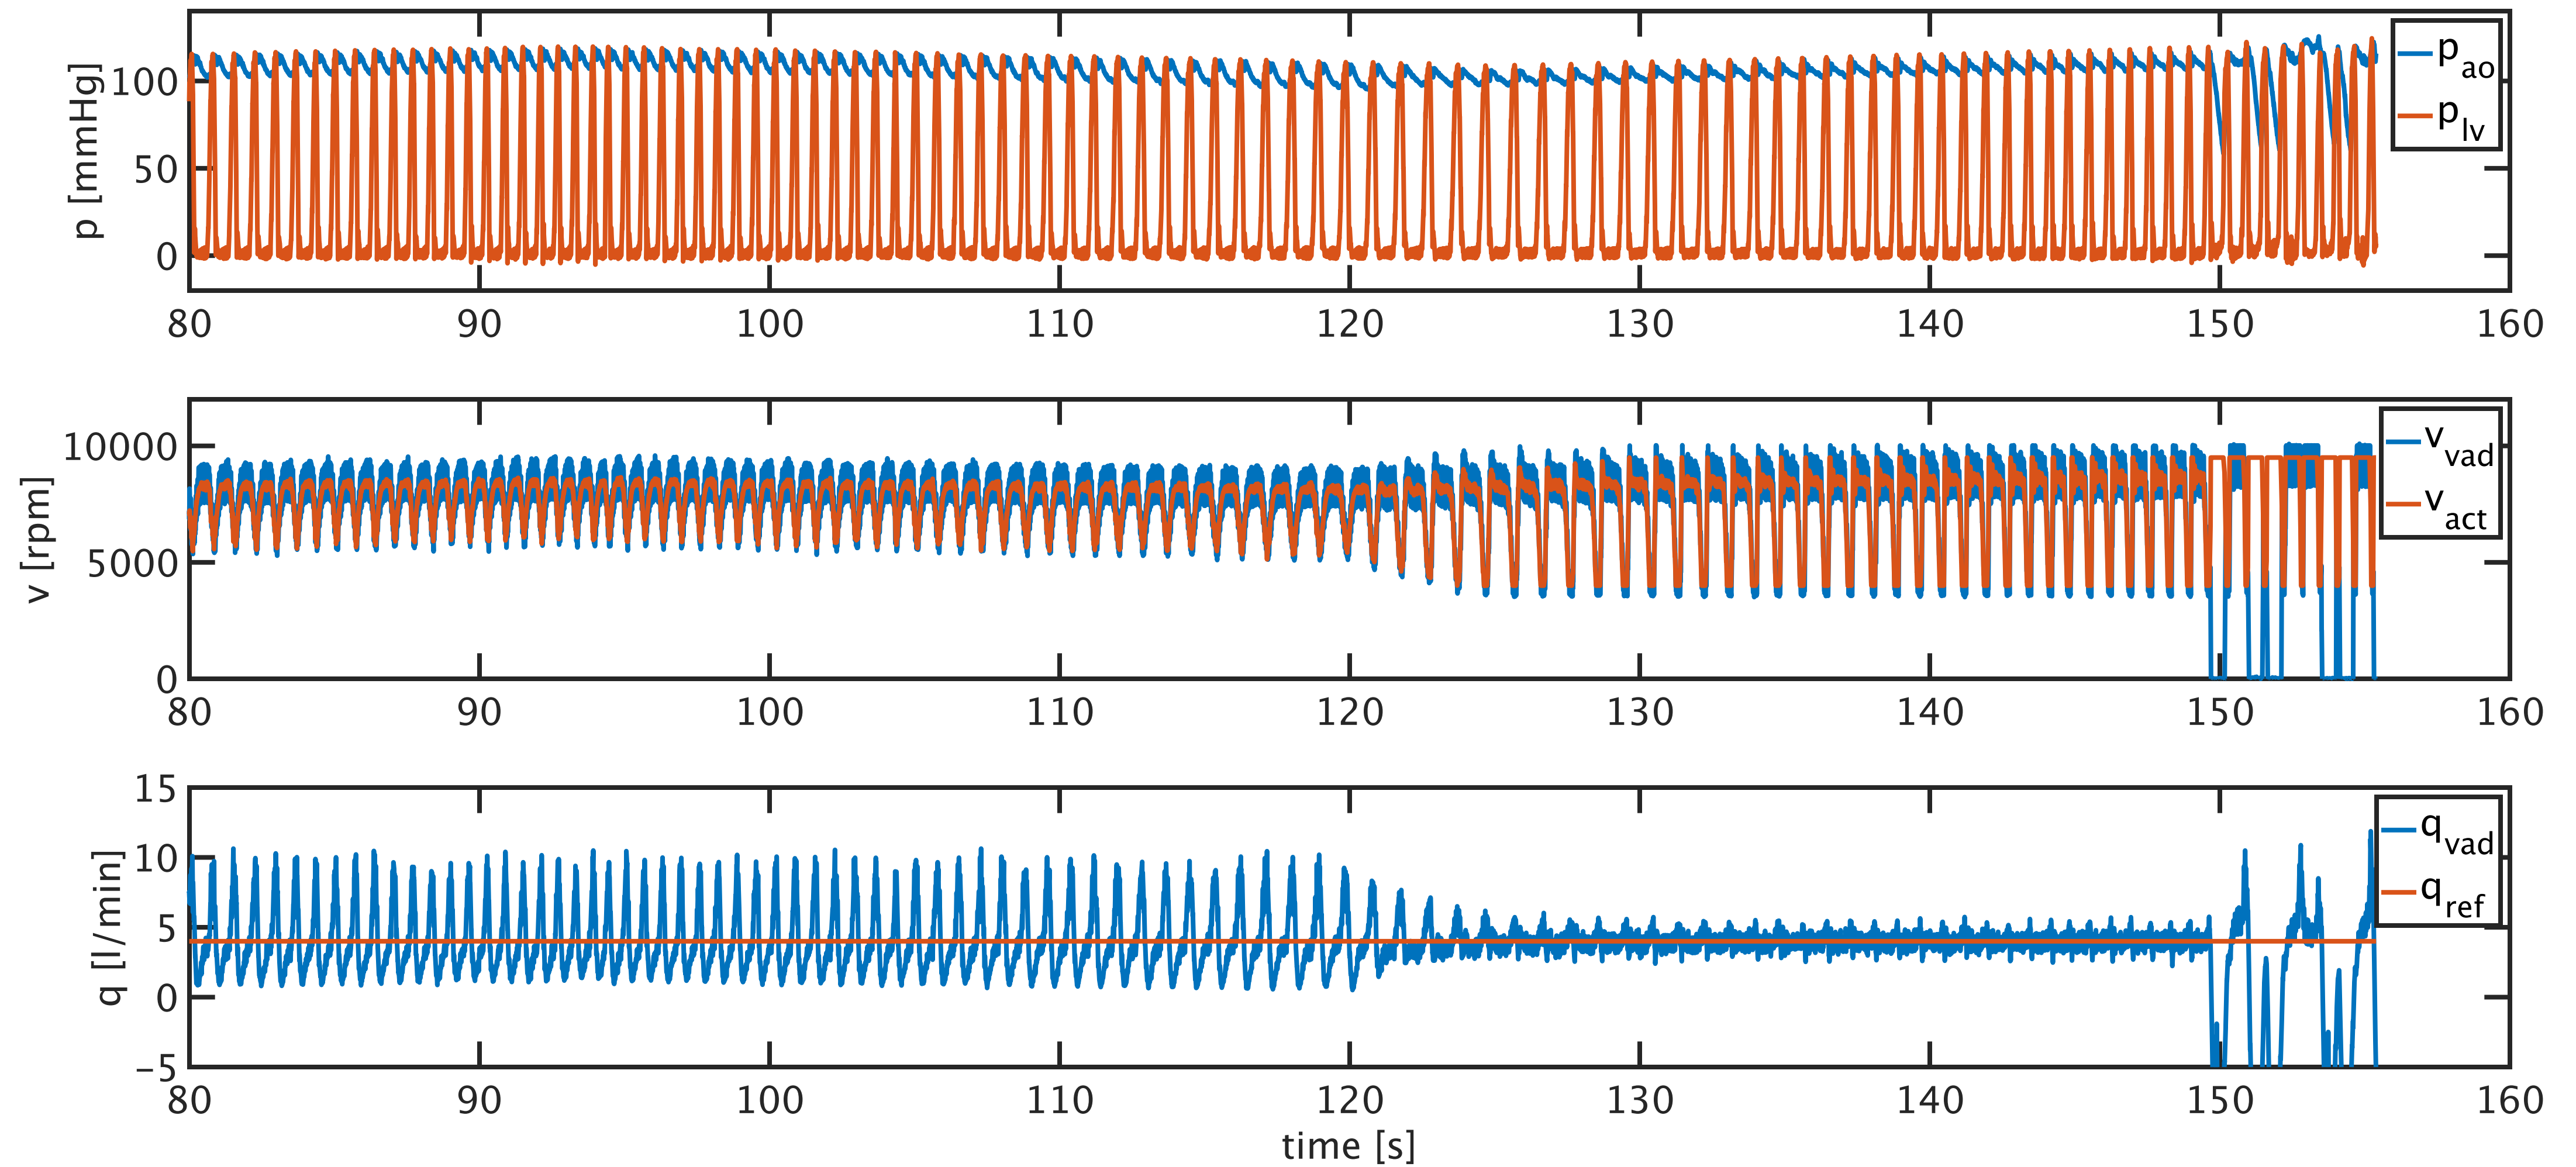 p [mmHg]
100
50
0
80 90 100 110 120 130 140 150 160
p_ao
p_lv
v [rpm]
10000
5000
0
80 90 100 110 120 130 140 150 160
v_vad
v_act
q [l/min]
15
10
5
0
−5
80 90 100 110 120 130 140 150 160
q_vad
q_ref
time [s]